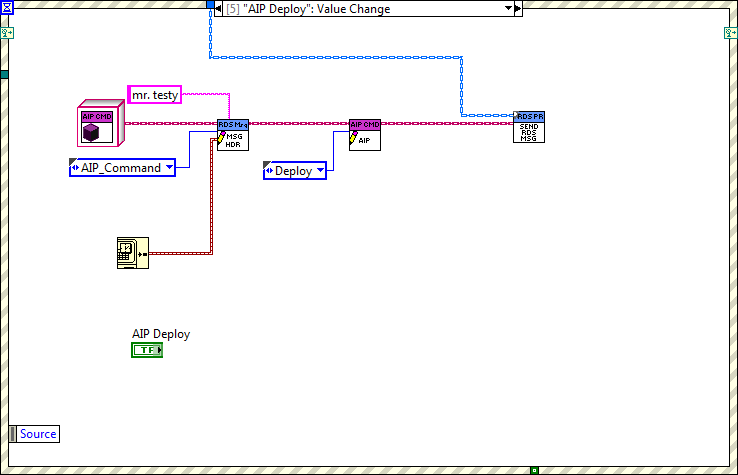 [5] "AIP Deploy": Value Change
mr. testy
AIP CMD
RDS Msg
MSG
HDR
AIP CMD
AIP
RDS PR
SEND
RDS
MSG
AIP_Command
Deploy
AIP Deploy
TF
Source